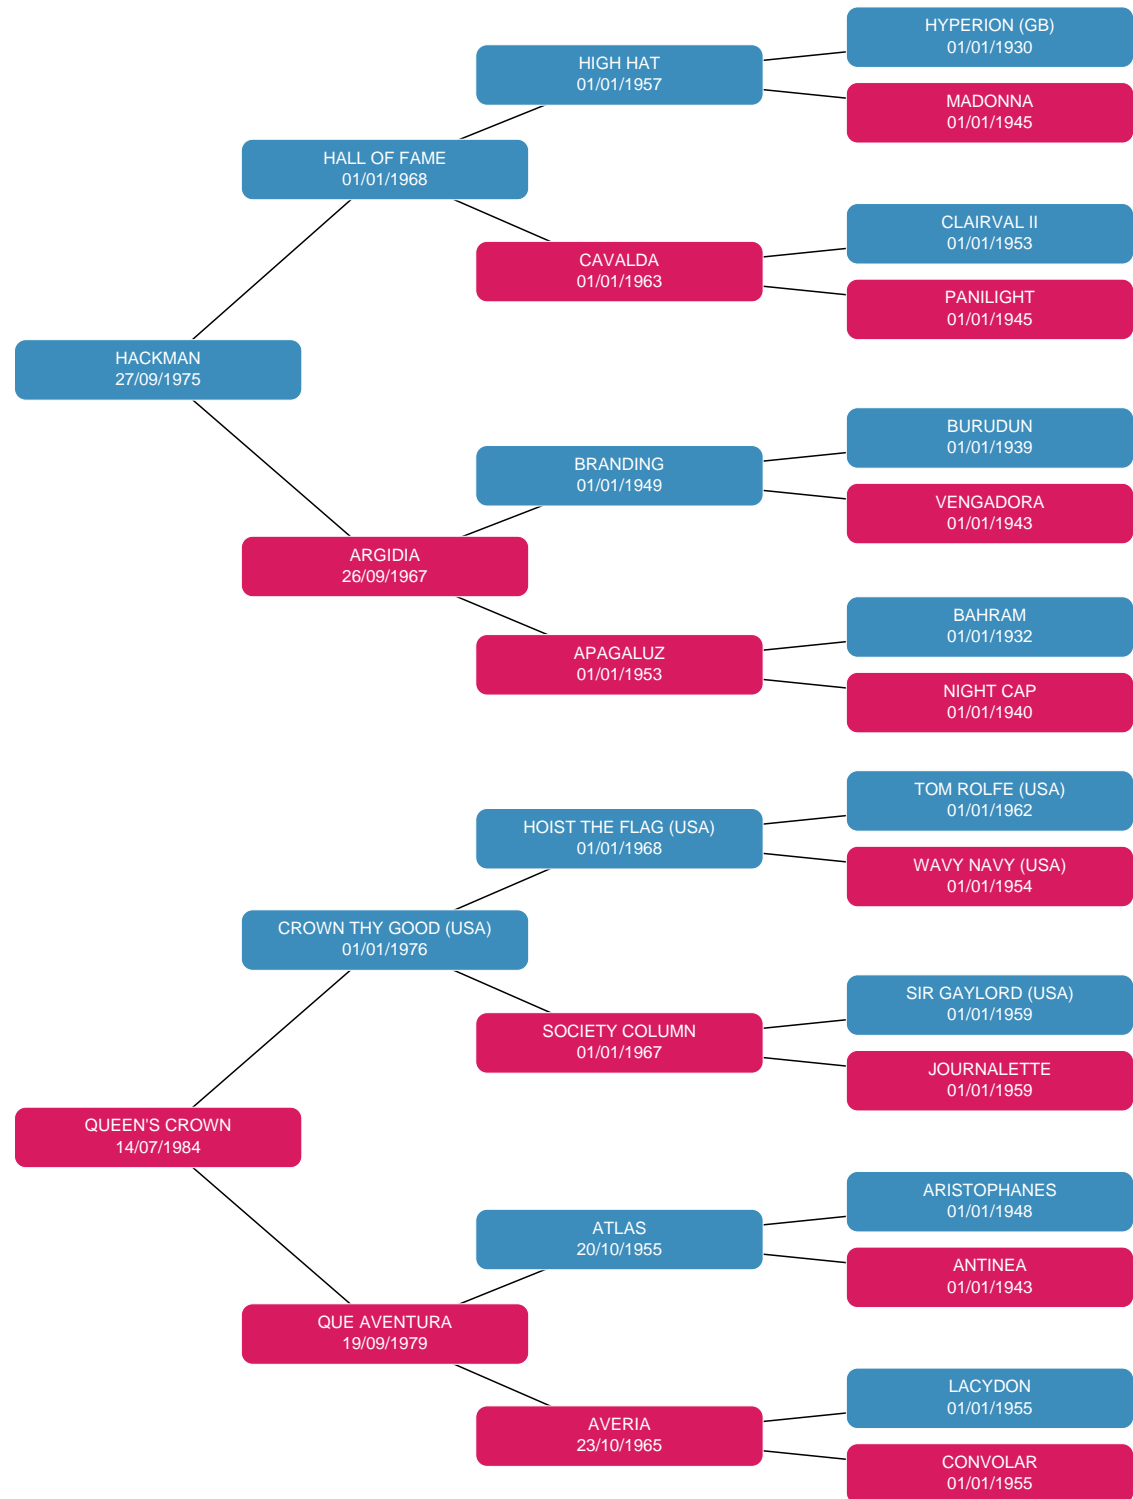 HYPERION (GB)
01/01/1930
HIGH HAT
01/01/1957
MADONNA
01/01/1945
HALL OF FAME
01/01/1968
CLAIRVAL II
01/01/1953
CAVALDA
01/01/1963
PANILIGHT
01/01/1945
HACKMAN
27/09/1975
BURUDUN
01/01/1939
BRANDING
01/01/1949
VENGADORA
01/01/1943
ARGIDIA
26/09/1967
BAHRAM
01/01/1932
APAGALUZ
01/01/1953
NIGHT CAP
01/01/1940
TOM ROLFE (USA)
01/01/1962
HOIST THE FLAG (USA)
01/01/1968
WAVY NAVY (USA)
01/01/1954
CROWN THY GOOD (USA)
01/01/1976
SIR GAYLORD (USA)
01/01/1959
SOCIETY COLUMN
01/01/1967
JOURNALETTE
01/01/1959
QUEEN'S CROWN
14/07/1984
ARISTOPHANES
01/01/1948
ATLAS
20/10/1955
ANTINEA
01/01/1943
QUE AVENTURA
19/09/1979
LACYDON
01/01/1955
AVERIA
23/10/1965
CONVOLAR
01/01/1955